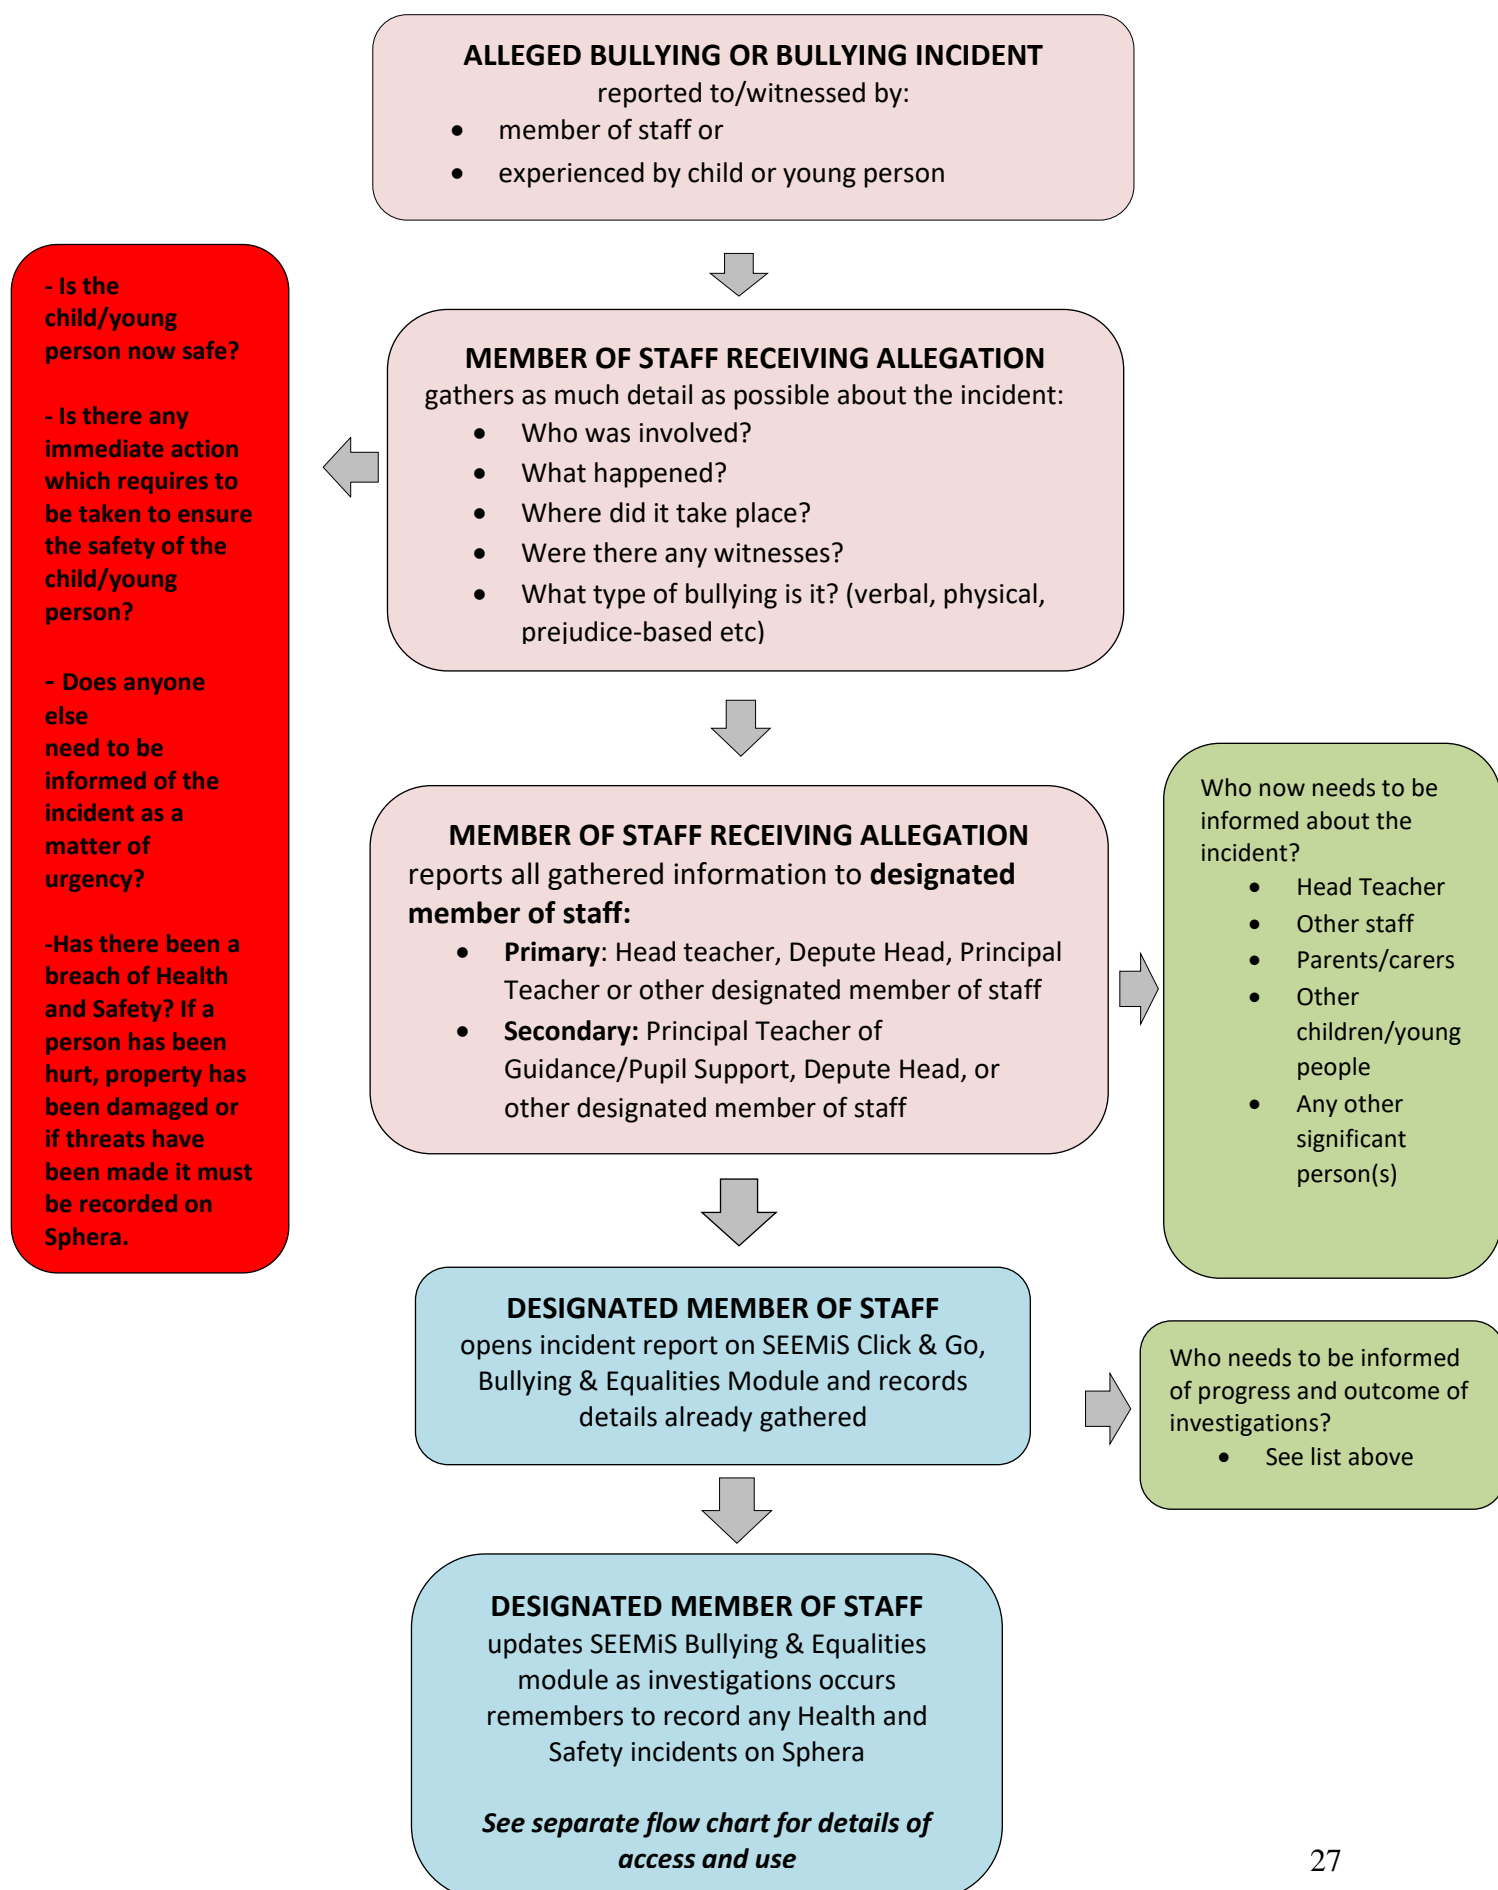 ALLEGED BULLYING OR BULLYING INCIDENT
reported to/witnessed by:
• member of staff or
• experienced by child or young person
- Is the
child/young
person now safe?
- Is there any
immediate action
which requires to
be taken to ensure
the safety of the
child/young
person?
- Does anyone
else
need to be
informed of the
incident as a
matter of
urgency?
-Has there been a
breach of Health
and Safety? If a
person has been
hurt, property has
been damaged or
if threats have
been made it must
be recorded on
Sphera.
MEMBER OF STAFF RECEIVING ALLEGATION
gathers as much detail as possible about the incident:
• Who was involved?
• What happened?
• Where did it take place?
• Were there any witnesses?
• What type of bullying is it? (verbal, physical,
prejudice-based etc)
MEMBER OF STAFF RECEIVING ALLEGATION
reports all gathered information to designated
member of staff:
• Primary: Head teacher, Depute Head, Principal
Teacher or other designated member of staff
• Secondary: Principal Teacher of
Guidance/Pupil Support, Depute Head, or
other designated member of staff
Who now needs to be
informed about the
incident?
• Head Teacher
• Other staff
• Parents/carers
• Other
children/young
people
• Any other
significant
person(s)
DESIGNATED MEMBER OF STAFF
opens incident report on SEEMiS Click & Go,
Bullying & Equalities Module and records
details already gathered
Who needs to be informed
of progress and outcome of
investigations?
• See list above
DESIGNATED MEMBER OF STAFF
updates SEEMiS Bullying & Equalities
module as investigations occurs
remembers to record any Health and
Safety incidents on Sphera
See separate flow chart for details of
access and use
27